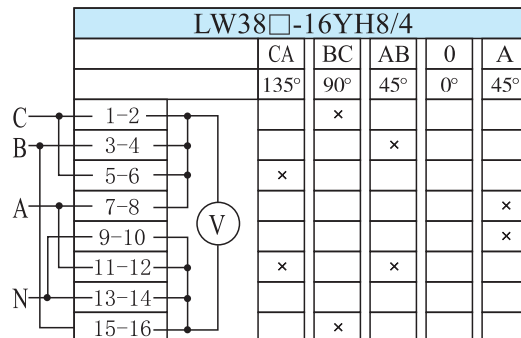 LW38□-16YH8/4
CA BC AB 0 A
135° 90° 45° 0° 45°
C 1-2 ×
B 3-4 ×
5-6 ×
A 7-8 ×
V
9-10 ×
11-12 × ×
N 13-14
15-16 ×